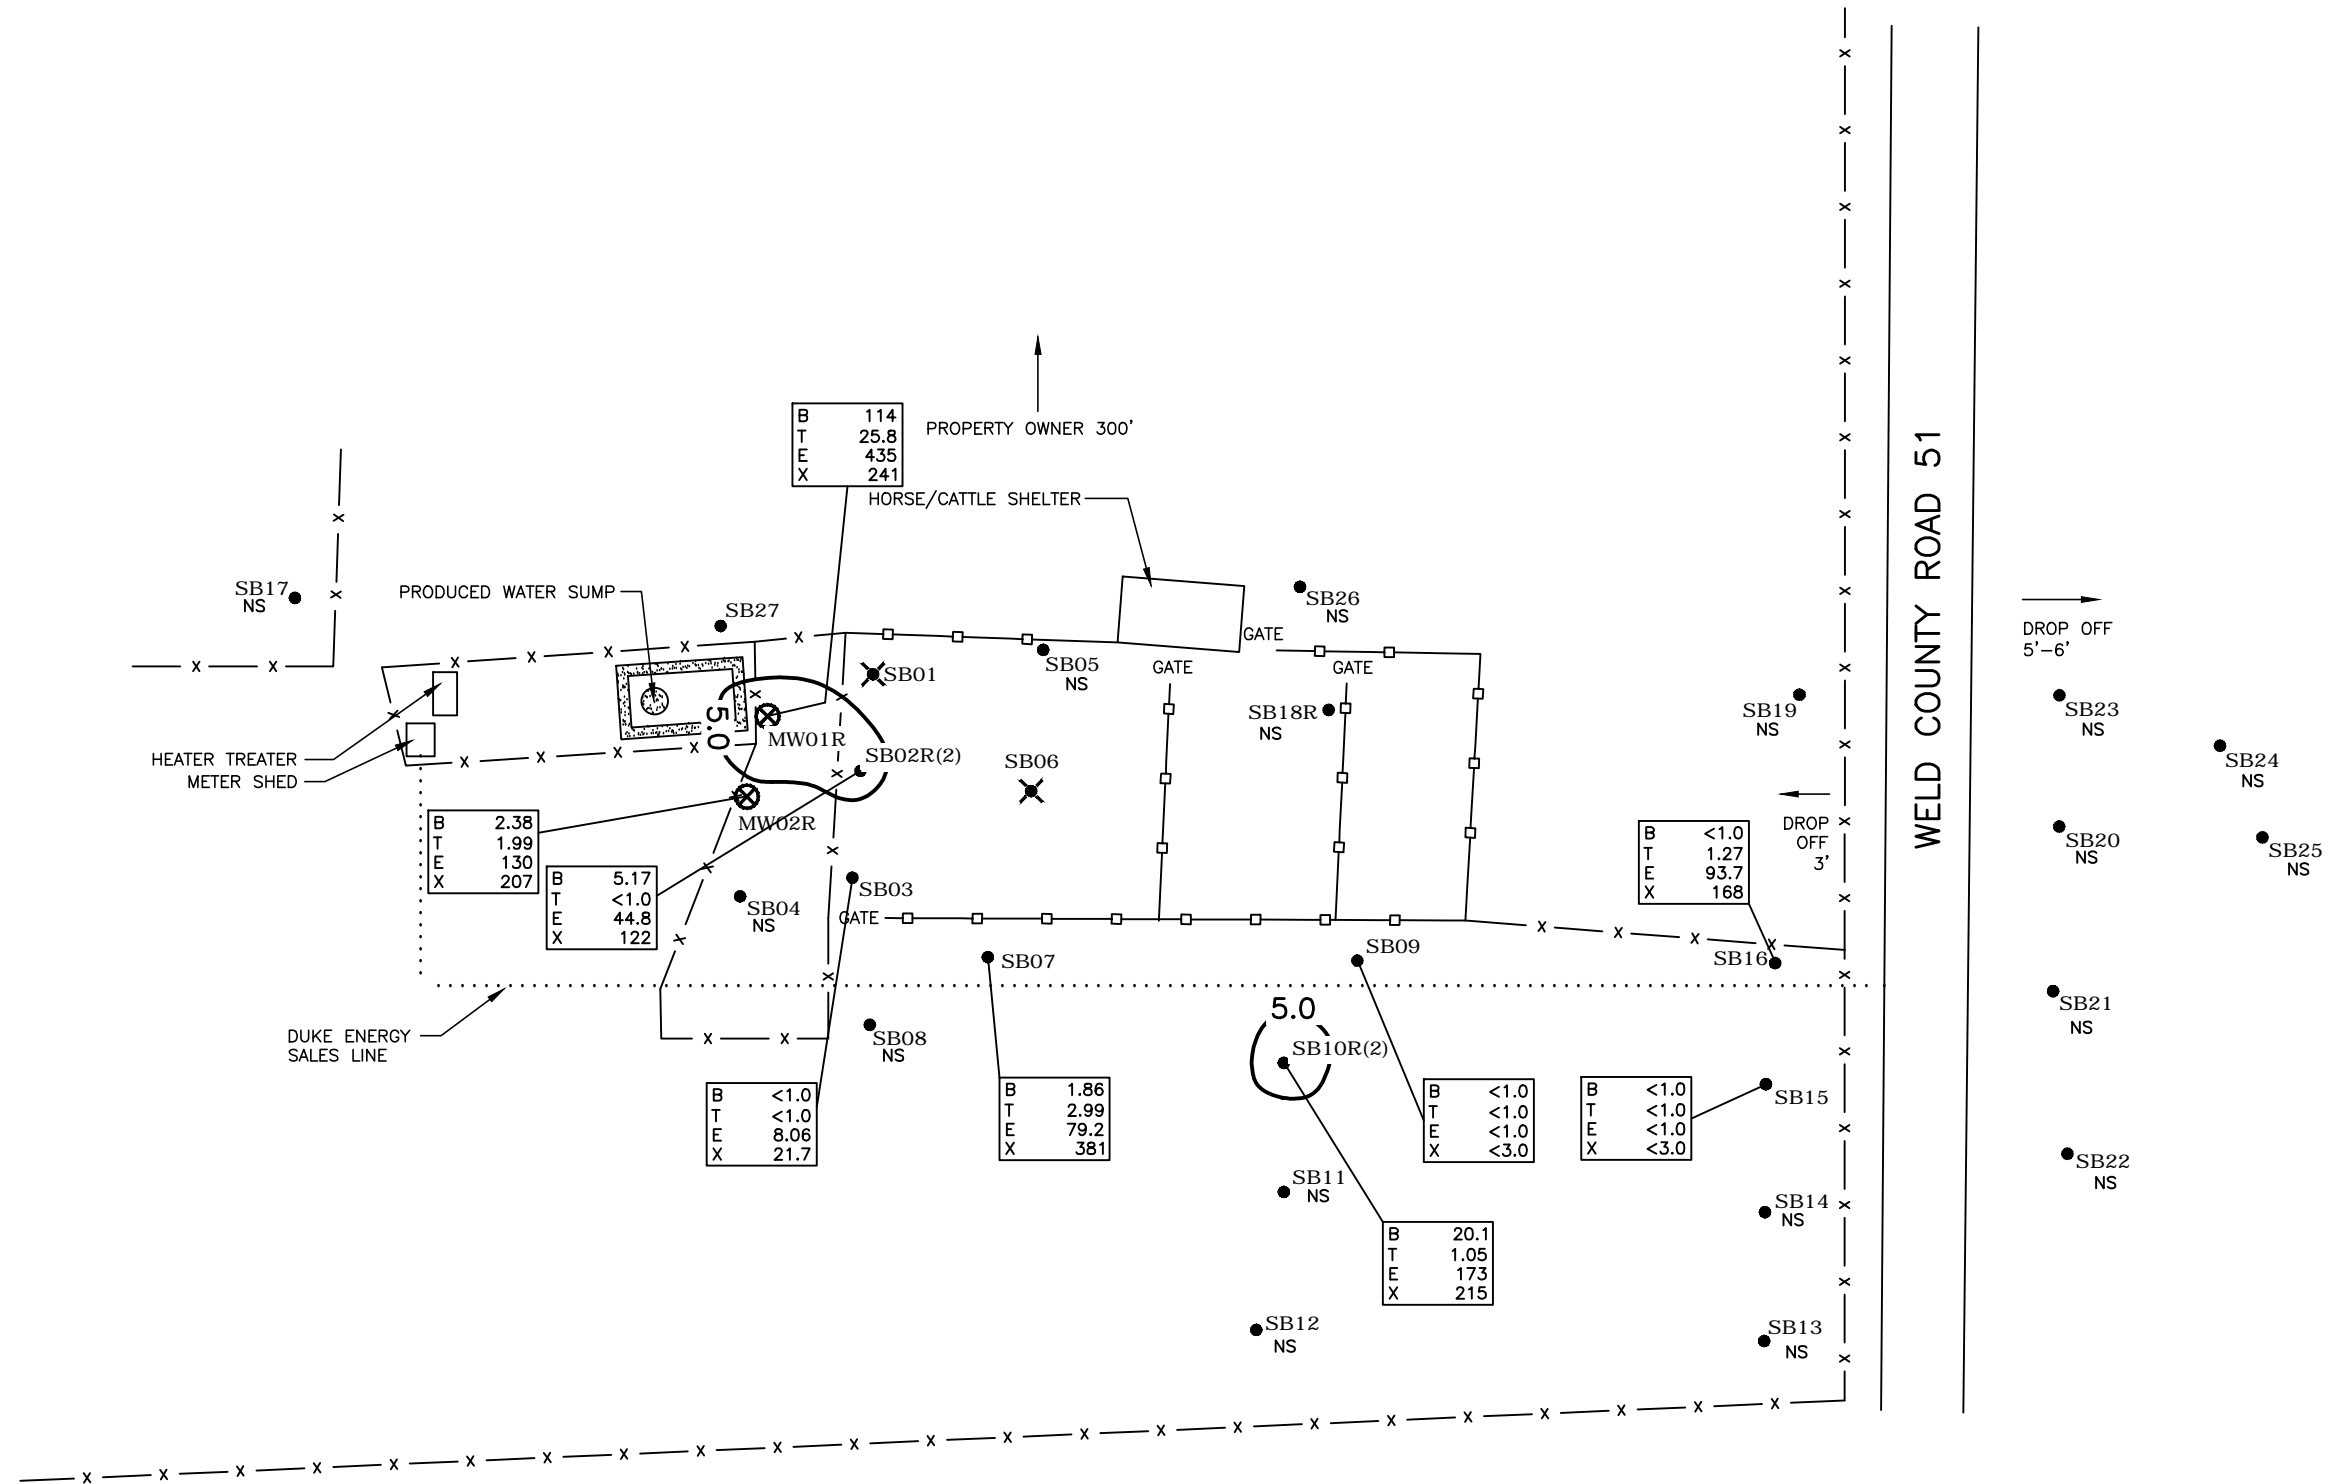 B 114
T 25.8
E 435
X 241
PROPERTY OWNER 300'
HORSE/CATTLE SHELTER
WELD COUNTY ROAD 51
SB17
NS
PRODUCED WATER SUMP
SB27
SB26
NS
GATE
DROP OFF
5'-6'
SB01
SB05
NS
GATE
GATE
SB18R
NS
SB19
NS
SB23
NS
5.0
MW01R
SB02R(2)
SB06
SB24
NS
HEATER TREATER
METER SHED
MW02R
DROP
OFF
3'
SB20
NS
SB25
NS
B 2.38
T 1.99
E 130
X 207
B 5.17
T <1.0
E 44.8
X 122
B <1.0
T 1.27
E 93.7
X 168
SB03
SB04
NS
GATE
SB07
SB09
SB16
SB21
NS
DUKE ENERGY
SALES LINE
SB08
NS
5.0
SB10R(2)
B <1.0
T <1.0
E 8.06
X 21.7
B 1.86
T 2.99
E 79.2
X 381
B <1.0
T <1.0
E <1.0
X <3.0
B <1.0
T <1.0
E <1.0
X <3.0
SB15
SB22
NS
SB11
NS
SB14
NS
B 20.1
T 1.05
E 173
X 215
SB12
NS
SB13
NS